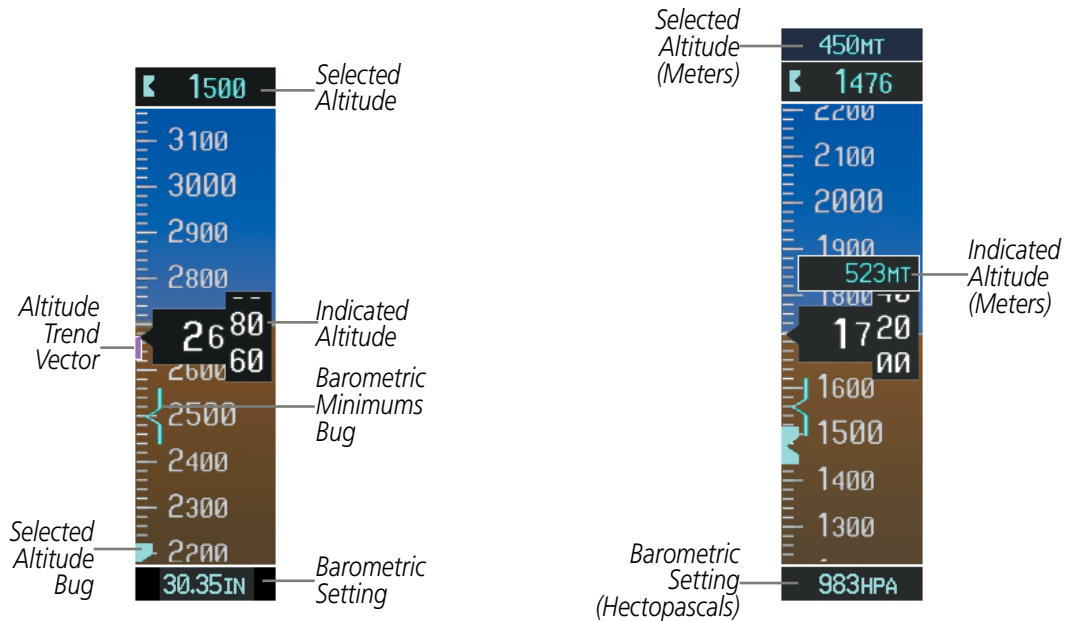 1500
Selected
Altitude
3100
3000
2900
2800
Altitude
Trend
Vector
26
80
60
Indicated
Altitude
2600
Barometric
Minimums
Bug
2500
2400
2300
Selected
Altitude
Bug
2200
30.35IN
Barometric
Setting
Selected
Altitude
(Meters)
450MT
1476
2200
2100
2000
1900
523MT
Indicated
Altitude
(Meters)
1800
17
20
00
1600
1500
1400
1300
Barometric
Setting
(Hectopascals)
983HPA